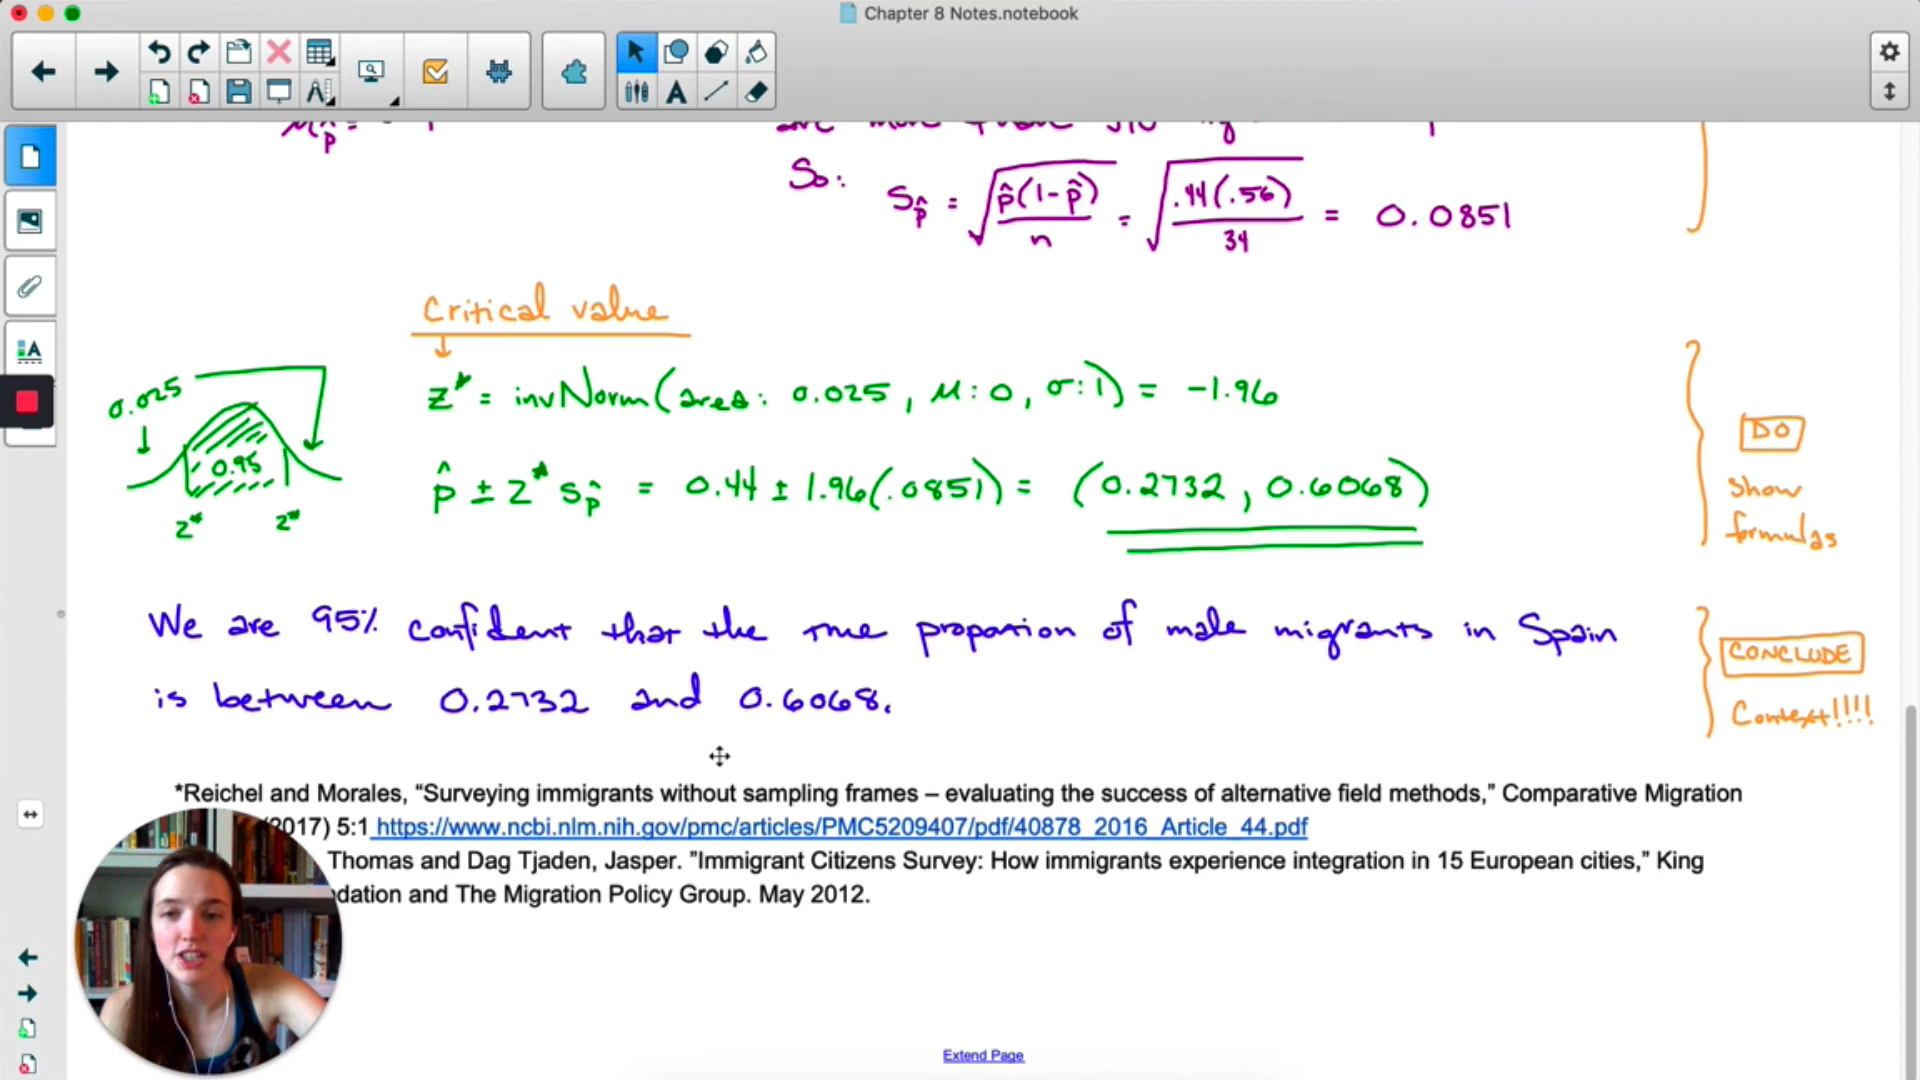 Chapter 8 Notes.notebook
So: Sp̂ = √(p̂(1-p̂)/n) = √(.44(.56)/34) = 0.0851
Critical value
0.025
z* = invNorm(area: 0.025, μ:0, σ:1) = -1.96
0.95
z* z*
p̂ ± z* Sp̂ = 0.44 ± 1.96(.0851) = (0.2732, 0.6068)
DO
Show
formulas
We are 95% confident that the true proportion of male migrants in Spain
is between 0.2732 and 0.6068.
CONCLUDE
Context!!!!
*Reichel and Morales, “Surveying immigrants without sampling frames – evaluating the success of alternative field methods,” Comparative Migration
(2017) 5:1 https://www.ncbi.nlm.nih.gov/pmc/articles/PMC5209407/pdf/40878_2016_Article_44.pdf
Thomas and Dag Tjaden, Jasper. "Immigrant Citizens Survey: How immigrants experience integration in 15 European cities,” King
dation and The Migration Policy Group. May 2012.
Extend Page